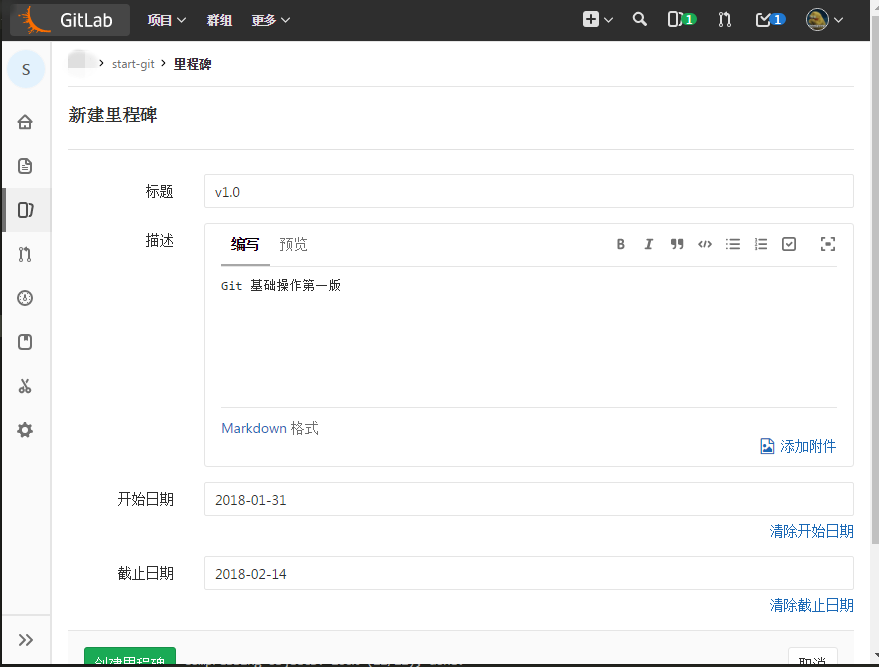 GitLab 项目 群组 更多 1 1
S start-git 里程碑
新建里程碑
标题 v1.0
描述 编写 预览
Git 基础操作第一版
Markdown 格式
添加附件
开始日期 2018-01-31
清除开始日期
截止日期 2018-02-14
清除截止日期
创建里程碑 取消